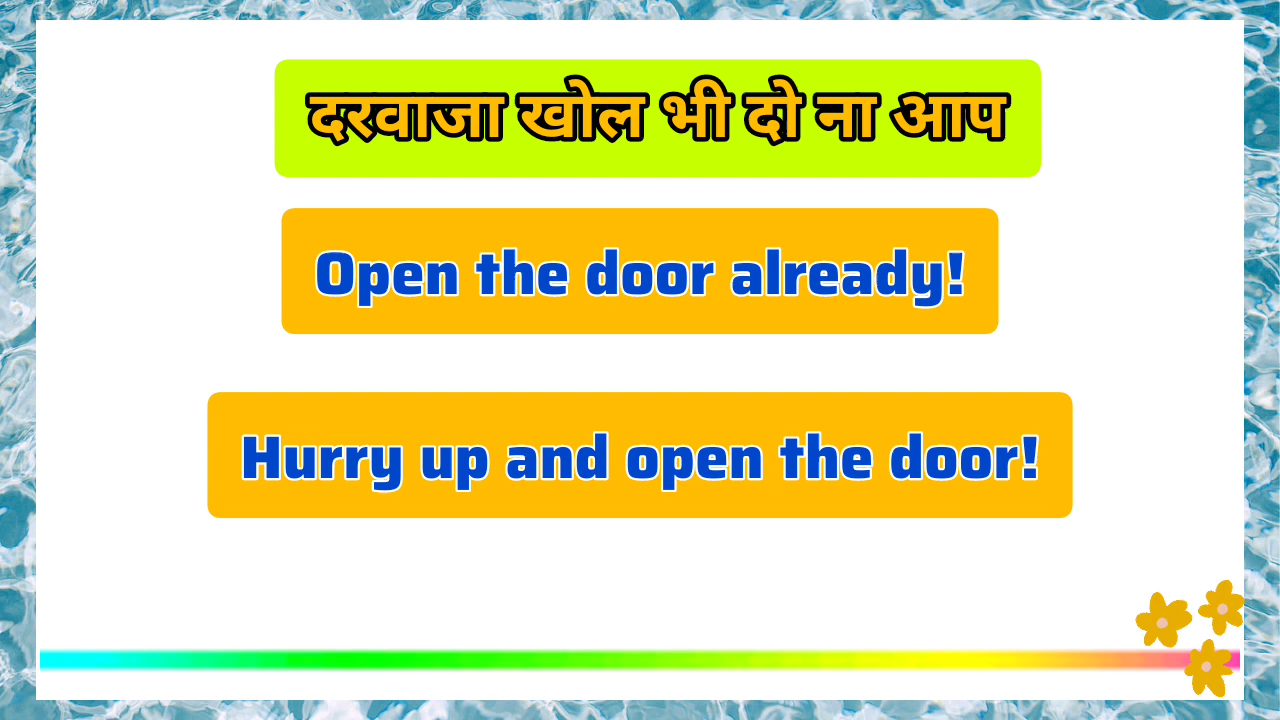 दरवाजा खोल भी दो ना आप
Open the door already!
Hurry up and open the door!